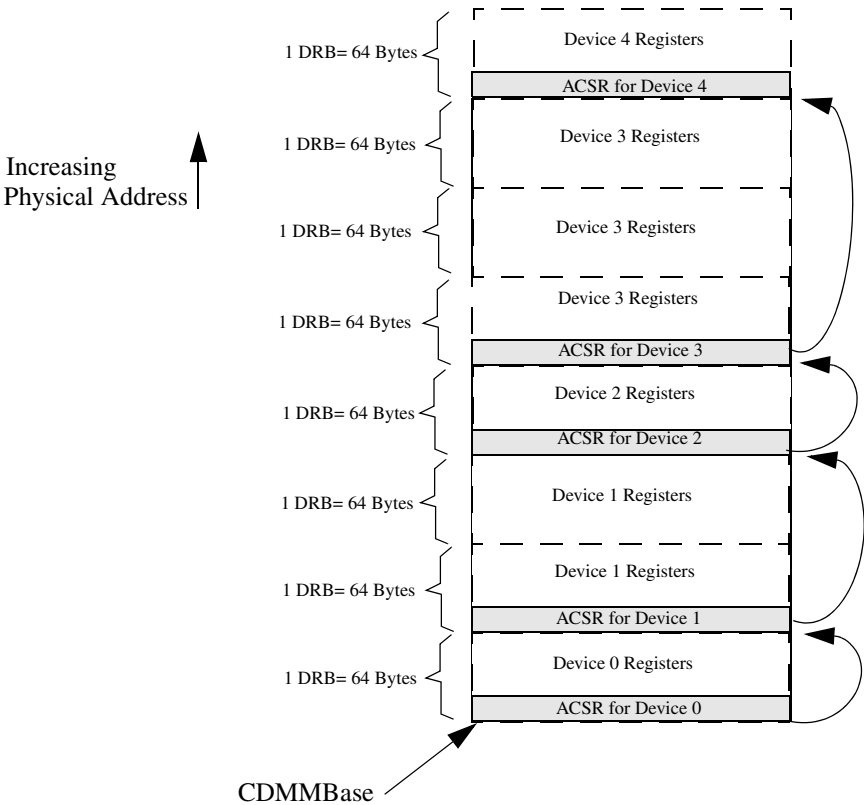 Device 4 Registers
1 DRB= 64 Bytes
ACSR for Device 4
Device 3 Registers
1 DRB= 64 Bytes
Increasing
Physical Address
Device 3 Registers
1 DRB= 64 Bytes
Device 3 Registers
1 DRB= 64 Bytes
ACSR for Device 3
Device 2 Registers
1 DRB= 64 Bytes
ACSR for Device 2
Device 1 Registers
1 DRB= 64 Bytes
Device 1 Registers
1 DRB= 64 Bytes
ACSR for Device 1
Device 0 Registers
1 DRB= 64 Bytes
ACSR for Device 0
CDMMBase